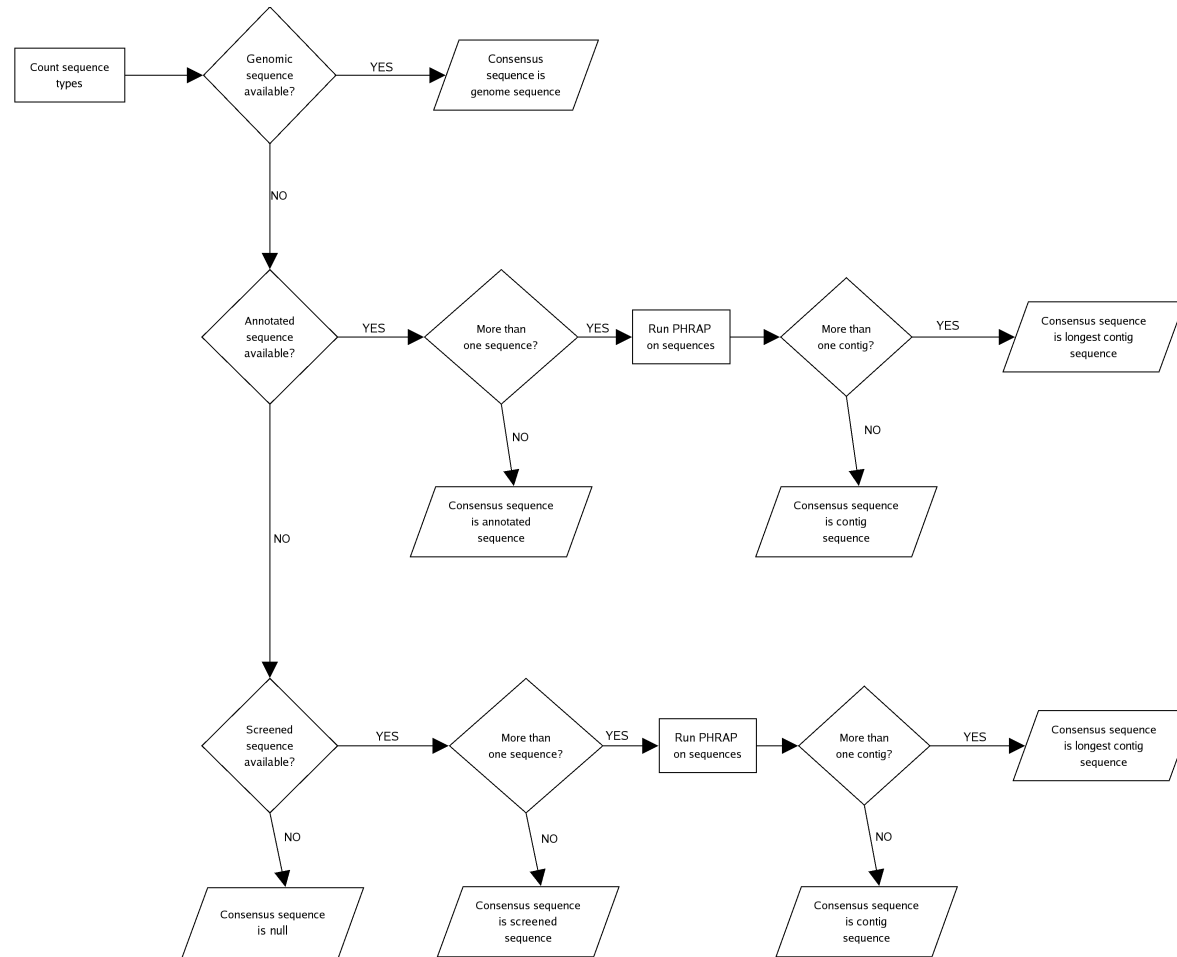 Count sequence
types
Genomic
sequence
available?
YES
Consensus
sequence is
genome sequence
NO
Annotated
sequence
available?
YES
More than
one sequence?
YES
Run PHRAP
on sequences
More than
one contig?
YES
Consensus sequence
is longest contig
sequence
NO
Consensus sequence
is annotated
sequence
NO
Consensus sequence
is contig
sequence
NO
Screened
sequence
available?
YES
More than
one sequence?
YES
Run PHRAP
on sequences
More than
one contig?
YES
Consensus sequence
is longest contig
sequence
NO
Consensus sequence
is null
NO
Consensus sequence
is screened
sequence
NO
Consensus sequence
is contig
sequence